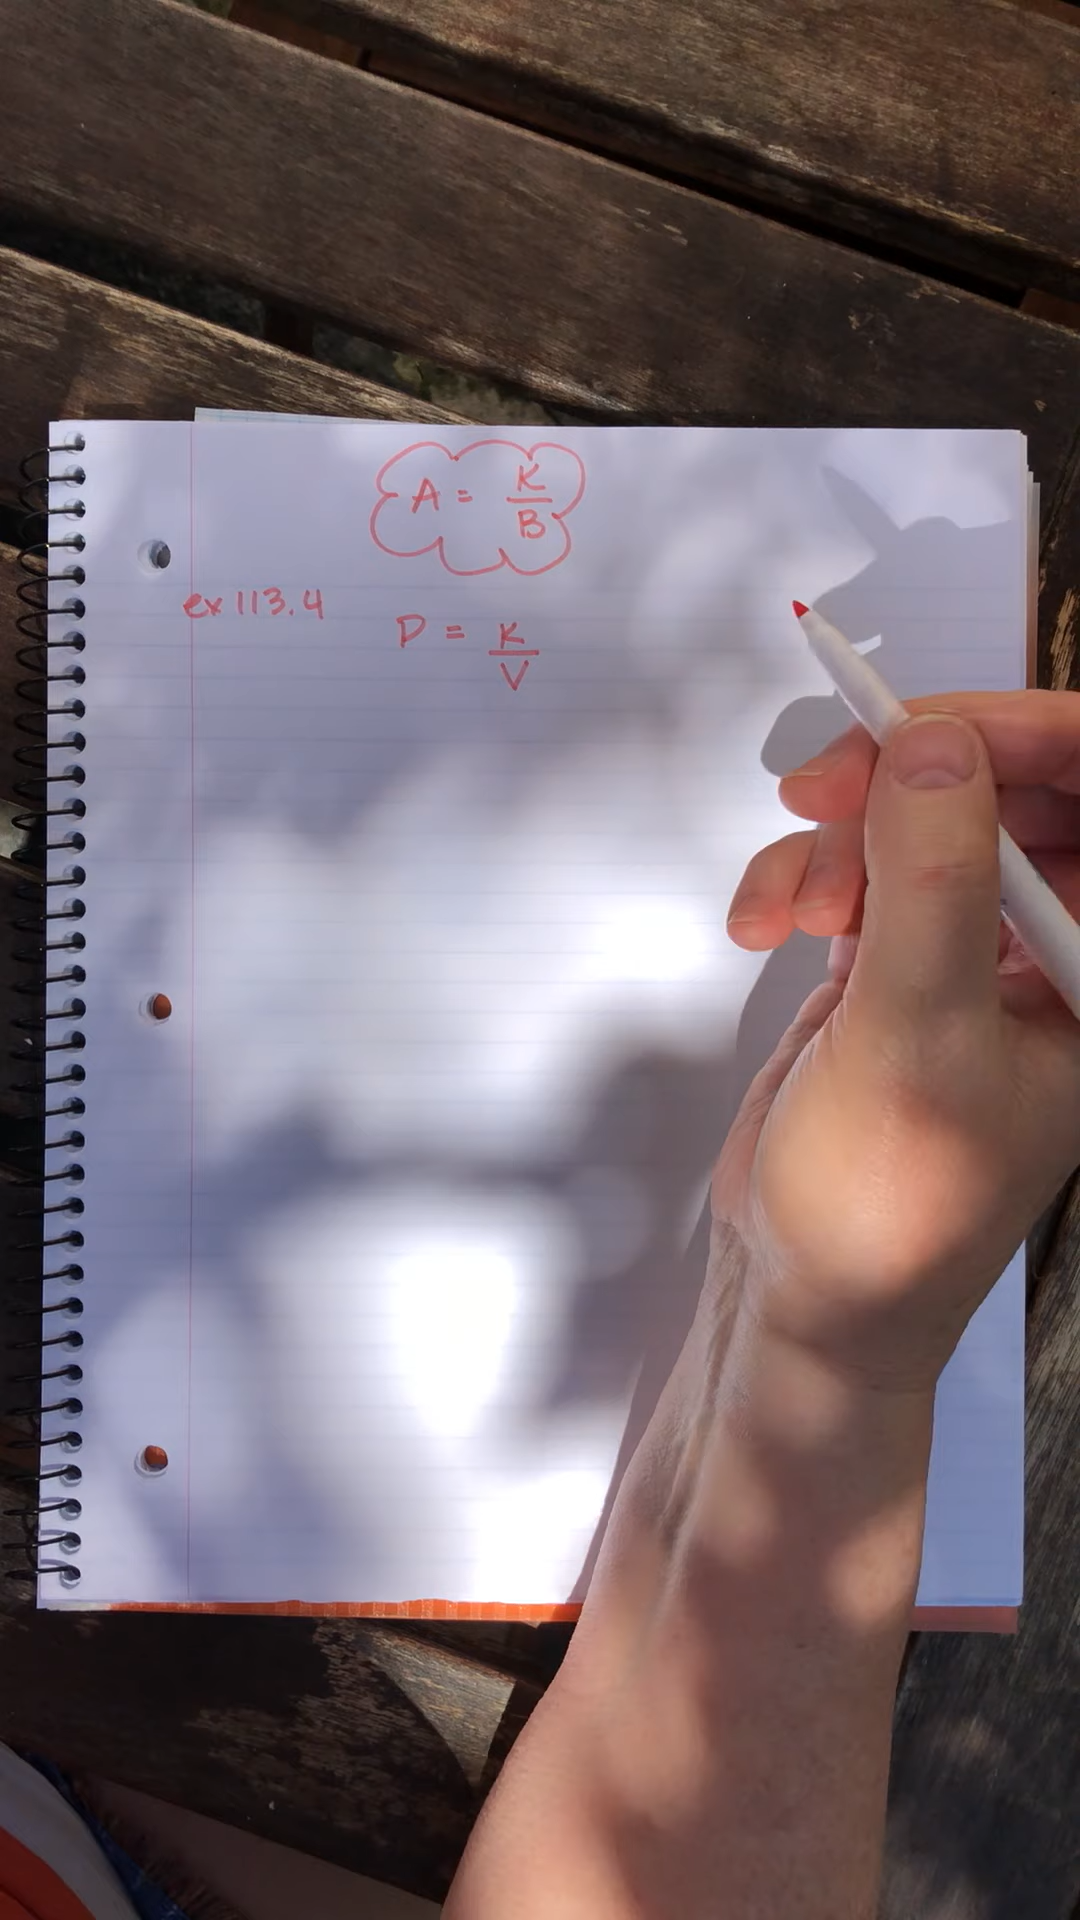 A = K/B
ex 113.4
D = K/V